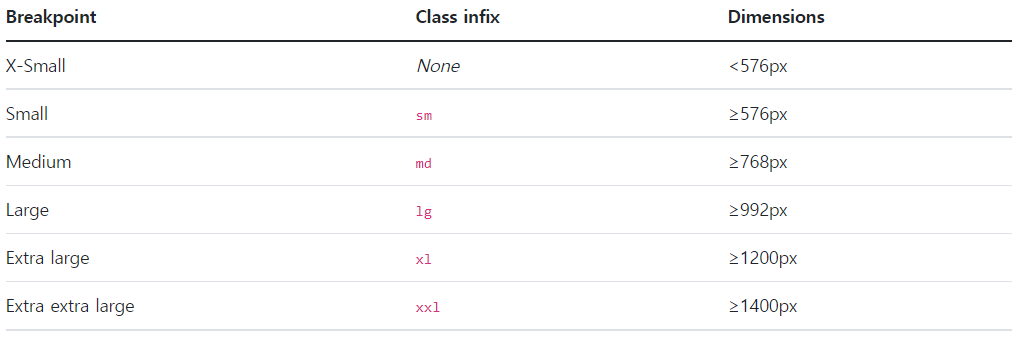 Breakpoint Class infix Dimensions
X-Small None <576px
Small sm ≥576px
Medium md ≥768px
Large lg ≥992px
Extra large xl ≥1200px
Extra extra large xxl ≥1400px